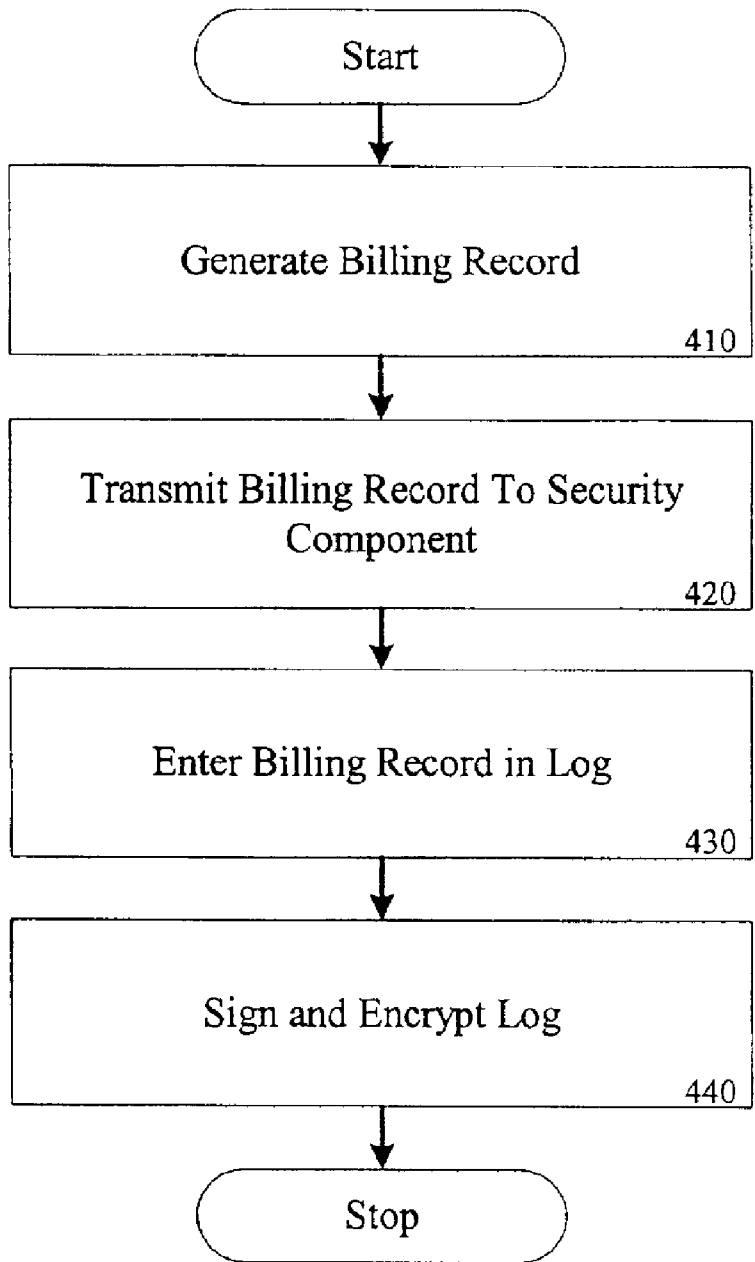 Start
Generate Billing Record
410
Transmit Billing Record To Security
Component
420
Enter Billing Record in Log
430
Sign and Encrypt Log
440
Stop